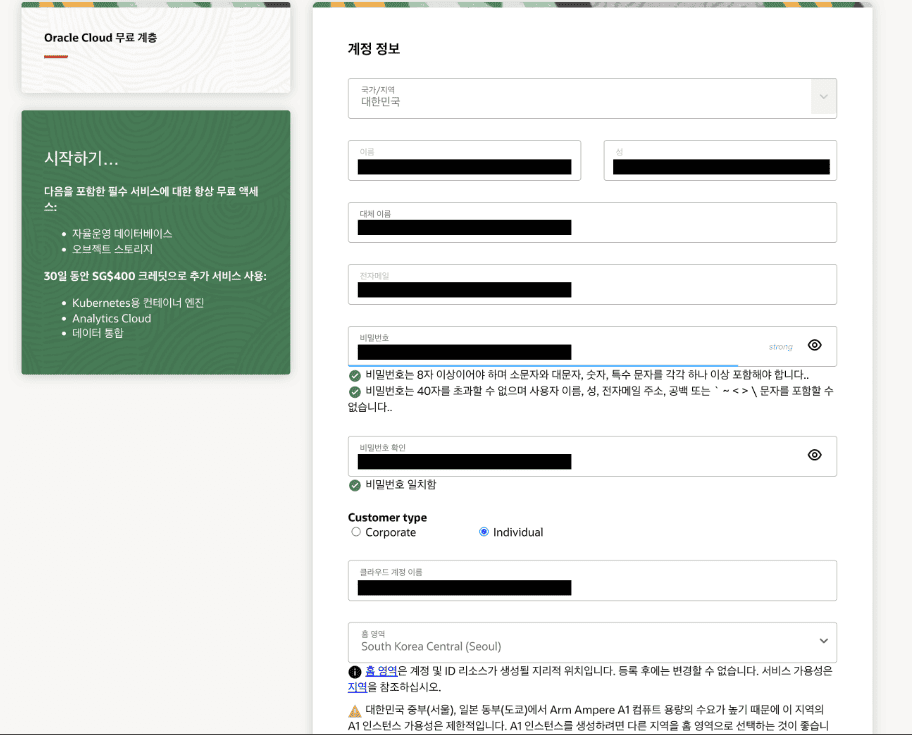 Oracle Cloud 무료 계층
시작하기...
다음을 포함한 필수 서비스에 대한 항상 무료 액세
스:
자율운영 데이터베이스
오브젝트 스토리지
30일 동안 SG$400 크레딧으로 추가 서비스 사용:
Kubernetes용 컨테이너 엔진
Analytics Cloud
데이터 통합
계정 정보
국가/지역
대한민국
이름
성
대체 이름
전자메일
비밀번호
strong
비밀번호는 8자 이상이어야 하며 소문자와 대문자, 숫자, 특수 문자를 각각 하나 이상 포함해야 합니다..
비밀번호는 40자를 초과할 수 없으며 사용자 이름, 성, 전자메일 주소, 공백 또는 ` ~ < > \ 문자를 포함할 수
없습니다..
비밀번호 확인
비밀번호 일치함
Customer type
Corporate
Individual
클라우드 계정 이름
홈 영역
South Korea Central (Seoul)
홈 영역은 계정 및 ID 리소스가 생성될 지리적 위치입니다. 등록 후에는 변경할 수 없습니다. 서비스 가용성은
지역을 참조하십시오.
대한민국 중부(서울), 일본 동부(도쿄)에서 Arm Ampere A1 컴퓨트 용량의 수요가 높기 때문에 이 지역의
A1 인스턴스 가용성은 제한적입니다. A1 인스턴스를 생성하려면 다른 지역을 홈 영역으로 선택하는 것이 좋습니